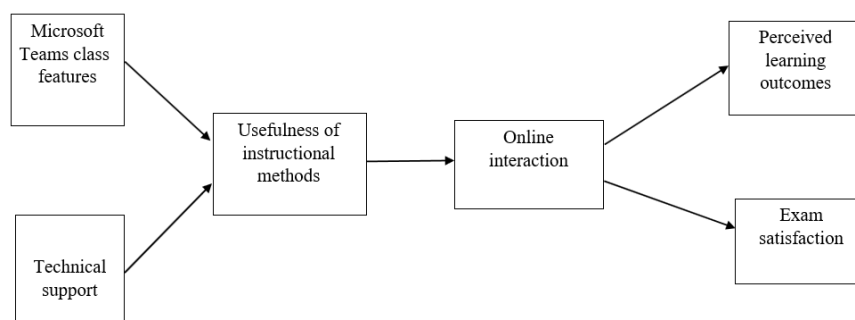 Microsoft
Teams class
features
Technical
support
Usefulness of
instructional
methods
Online
interaction
Perceived
learning
outcomes
Exam
satisfaction